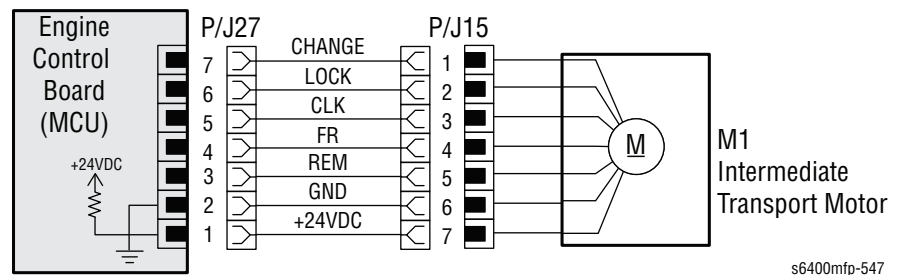 Engine
Control
Board
(MCU)
+24VDC
P/J27
7
6
5
4
3
2
1
CHANGE
LOCK
CLK
FR
REM
GND
+24VDC
P/J15
1
2
3
4
5
6
7
M
M1
Intermediate
Transport Motor
s6400mfp-547